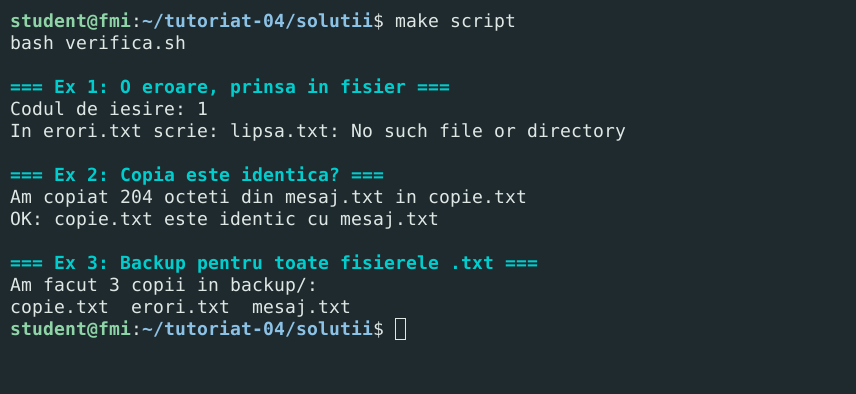 student@fmi:~/tutoriat-04/solutii$ make script
bash verifica.sh
=== Ex 1: O eroare, prinsa in fisier ===
Codul de iesire: 1
In erori.txt scrie: lipsa.txt: No such file or directory
=== Ex 2: Copia este identica? ===
Am copiat 204 octeti din mesaj.txt in copie.txt
OK: copie.txt este identic cu mesaj.txt
=== Ex 3: Backup pentru toate fisierele .txt ===
Am facut 3 copii in backup/:
copie.txt  erori.txt  mesaj.txt
student@fmi:~/tutoriat-04/solutii$